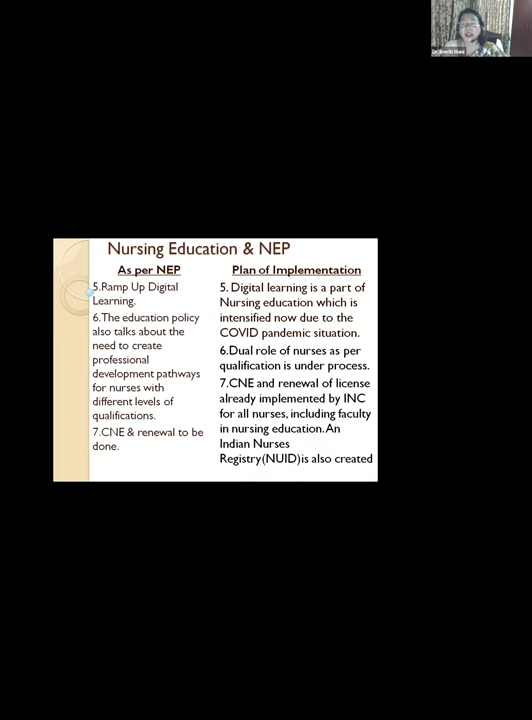 Dr. Smriti Mani
Nursing Education & NEP
As per NEP
5.Ramp Up Digital
Learning.
6.The education policy
also talks about the
need to create
professional
development pathways
for nurses with
different levels of
qualifications.
7.CNE & renewal to be
done.
Plan of Implementation
5. Digital learning is a part of
Nursing education which is
intensified now due to the
COVID pandemic situation.
6.Dual role of nurses as per
qualification is under process.
7.CNE and renewal of license
already implemented by INC
for all nurses, including faculty
in nursing education. An
Indian Nurses
Registry(NUID)is also created